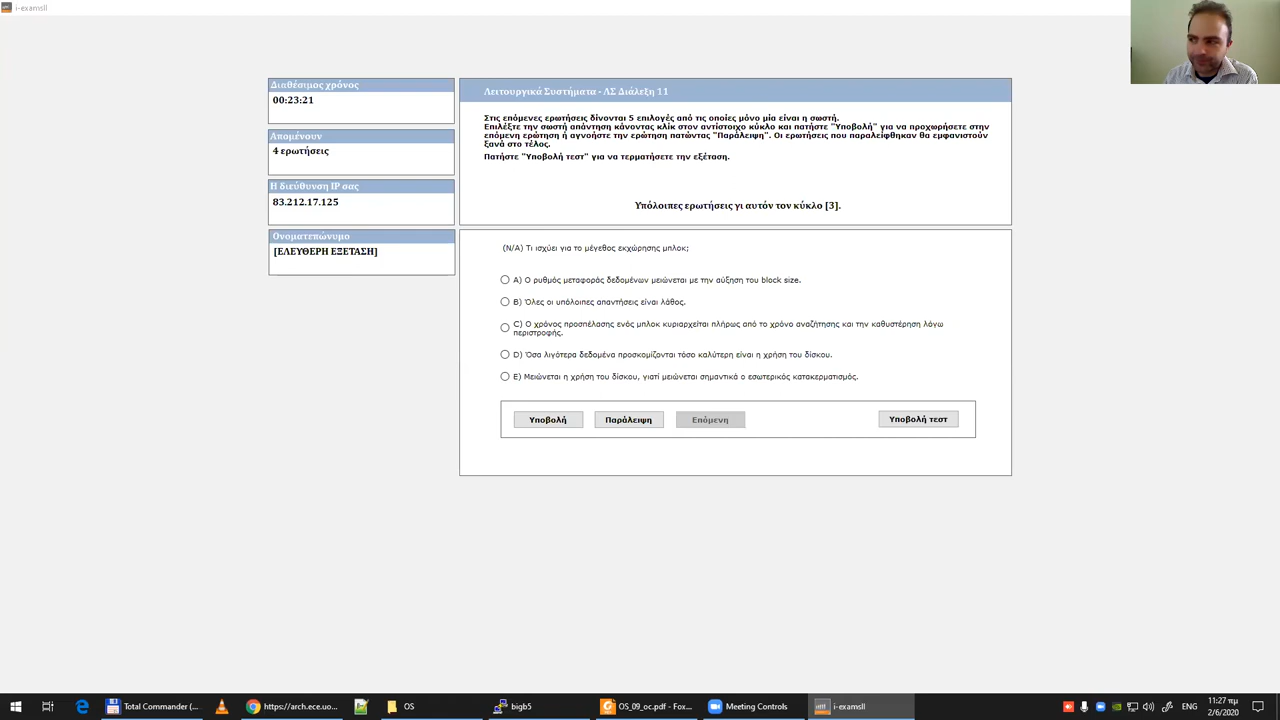 i-examsII
Διαθέσιμος χρόνος
00:23:21
Απομένουν
4 ερωτήσεις
Η διεύθυνση IP σας
83.212.17.125
Ονοματεπώνυμο
[ΕΛΕΥΘΕΡΗ ΕΞΕΤΑΣΗ]
Λειτουργικά Συστήματα - ΛΣ Διάλεξη 11
Στις επόμενες ερωτήσεις δίνονται 5 επιλογές από τις οποίες μόνο μία είναι η σωστή.
Επιλέξτε την σωστή απάντηση κάνοντας κλίκ στον αντίστοιχο κύκλο και πατήστε "Υποβολή" για να προχωρήσετε στην
επόμενη ερώτηση ή αγνοήστε την ερώτηση πατώντας "Παράλειψη". Οι ερωτήσεις που παραλείφθηκαν θα εμφανιστούν
ξανά στο τέλος.
Πατήστε "Υποβολή τεστ" για να τερματήσετε την εξέταση.
Υπόλοιπες ερωτήσεις γι αυτόν τον κύκλο [3].
(N/A) Τι ισχύει για το μέγεθος εκχώρησης μπλοκ;
A) Ο ρυθμός μεταφοράς δεδομένων μειώνεται με την αύξηση του block size.
B) Όλες οι υπόλοιπες απαντήσεις είναι λάθος.
C) Ο χρόνος προσπέλασης ενός μπλοκ κυριαρχείται πλήρως από το χρόνο αναζήτησης και την καθυστέρηση λόγω
περιστροφής.
D) Όσα λιγότερα δεδομένα προσκομίζονται τόσο καλύτερη είναι η χρήση του δίσκου.
E) Μειώνεται η χρήση του δίσκου, γιατί μειώνεται σημαντικά ο εσωτερικός κατακερματισμός.
Υποβολή Παράλειψη Επόμενη Υποβολή τεστ
Total Commander (... https://arch.ece.uo... OS bigb5 OS_09_oc.pdf - Fox... Meeting Controls i-examsII 11:27 πμ
2/6/2020